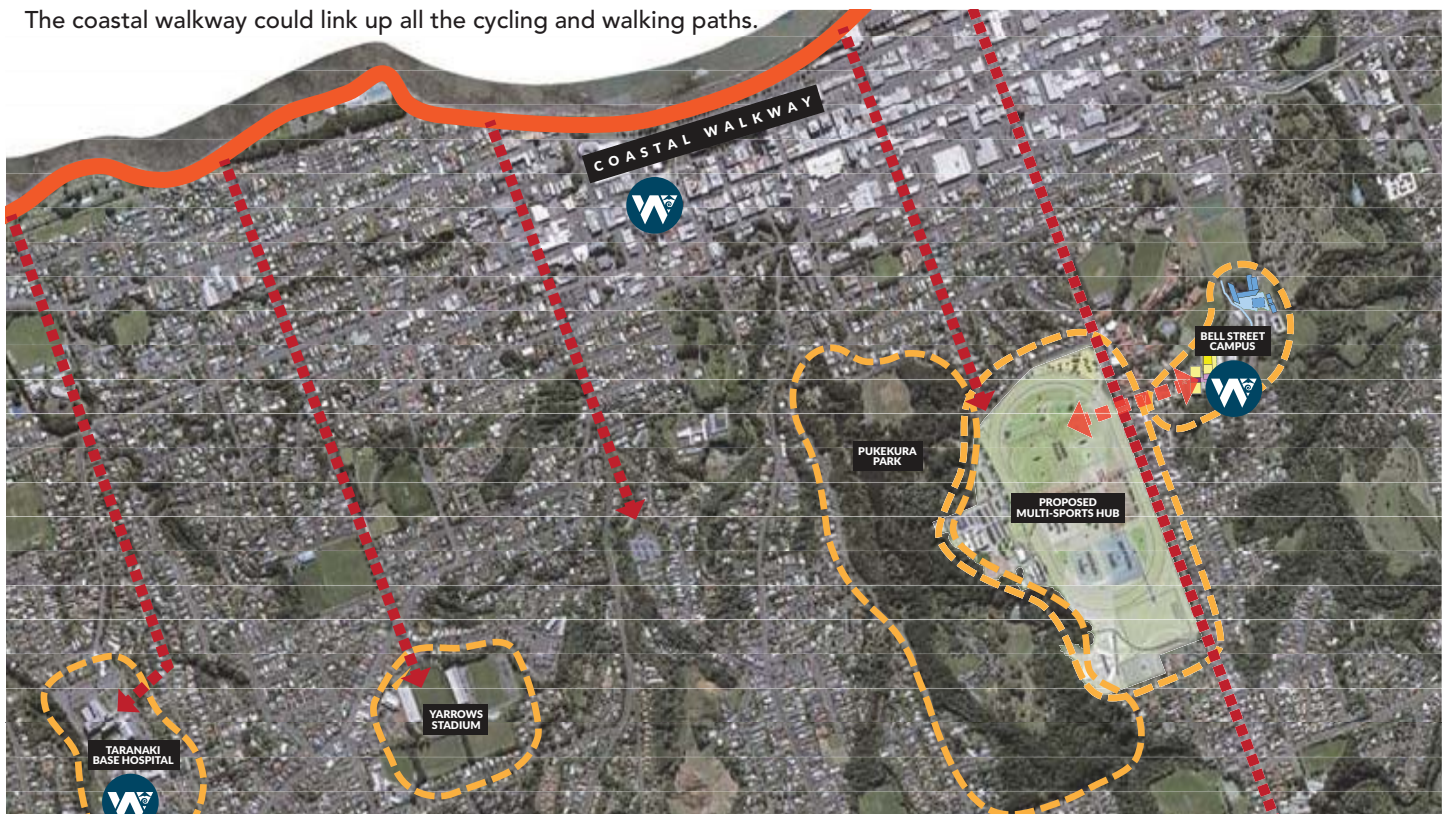 The coastal walkway could link up all the cycling and walking paths.
COASTAL WALKWAY
BELL STREET
CAMPUS
PUKEKURA
PARK
PROPOSED
MULTI-SPORTS HUB
YARROWS
STADIUM
TARANAKI
BASE HOSPITAL